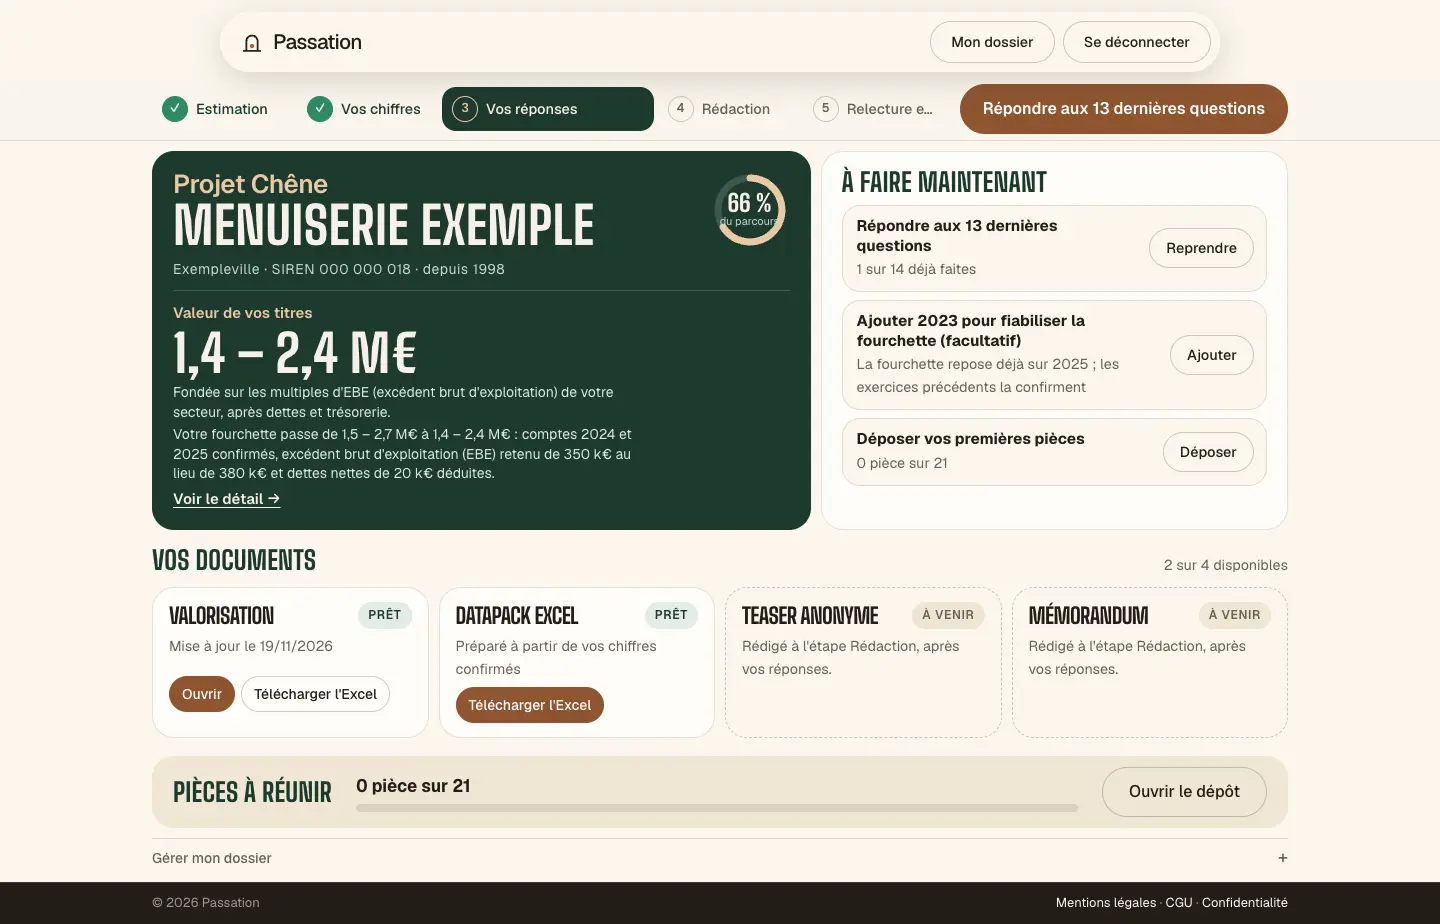 Passation
Mon dossier
Se déconnecter
Estimation
Vos chiffres
3 Vos réponses
4 Rédaction
5 Relecture e...
Répondre aux 13 dernières questions
Projet Chêne
MENUISERIE EXEMPLE
66 %
du parcours
Exempleville · SIREN 000 000 018 · depuis 1998
Valeur de vos titres
1,4 – 2,4 M€
Fondée sur les multiples d'EBE (excédent brut d'exploitation) de votre
secteur, après dettes et trésorerie.
Votre fourchette passe de 1,5 – 2,7 M€ à 1,4 – 2,4 M€ : comptes 2024 et
2025 confirmés, excédent brut d'exploitation (EBE) retenu de 350 k€ au
lieu de 380 k€ et dettes nettes de 20 k€ déduites.
Voir le détail →
À FAIRE MAINTENANT
Répondre aux 13 dernières
questions
1 sur 14 déjà faites
Reprendre
Ajouter 2023 pour fiabiliser la
fourchette (facultatif)
La fourchette repose déjà sur 2025 ; les
exercices précédents la confirment
Ajouter
Déposer vos premières pièces
0 pièce sur 21
Déposer
VOS DOCUMENTS
2 sur 4 disponibles
VALORISATION
PRÊT
Mise à jour le 19/11/2026
Ouvrir
Télécharger l'Excel
DATAPACK EXCEL
PRÊT
Préparé à partir de vos chiffres
confirmés
Télécharger l'Excel
TEASER ANONYME
À VENIR
Rédigé à l'étape Rédaction, après
vos réponses.
MÉMORANDUM
À VENIR
Rédigé à l'étape Rédaction, après
vos réponses.
PIÈCES À RÉUNIR
0 pièce sur 21
Ouvrir le dépôt
Gérer mon dossier
+
© 2026 Passation
Mentions légales · CGU · Confidentialité